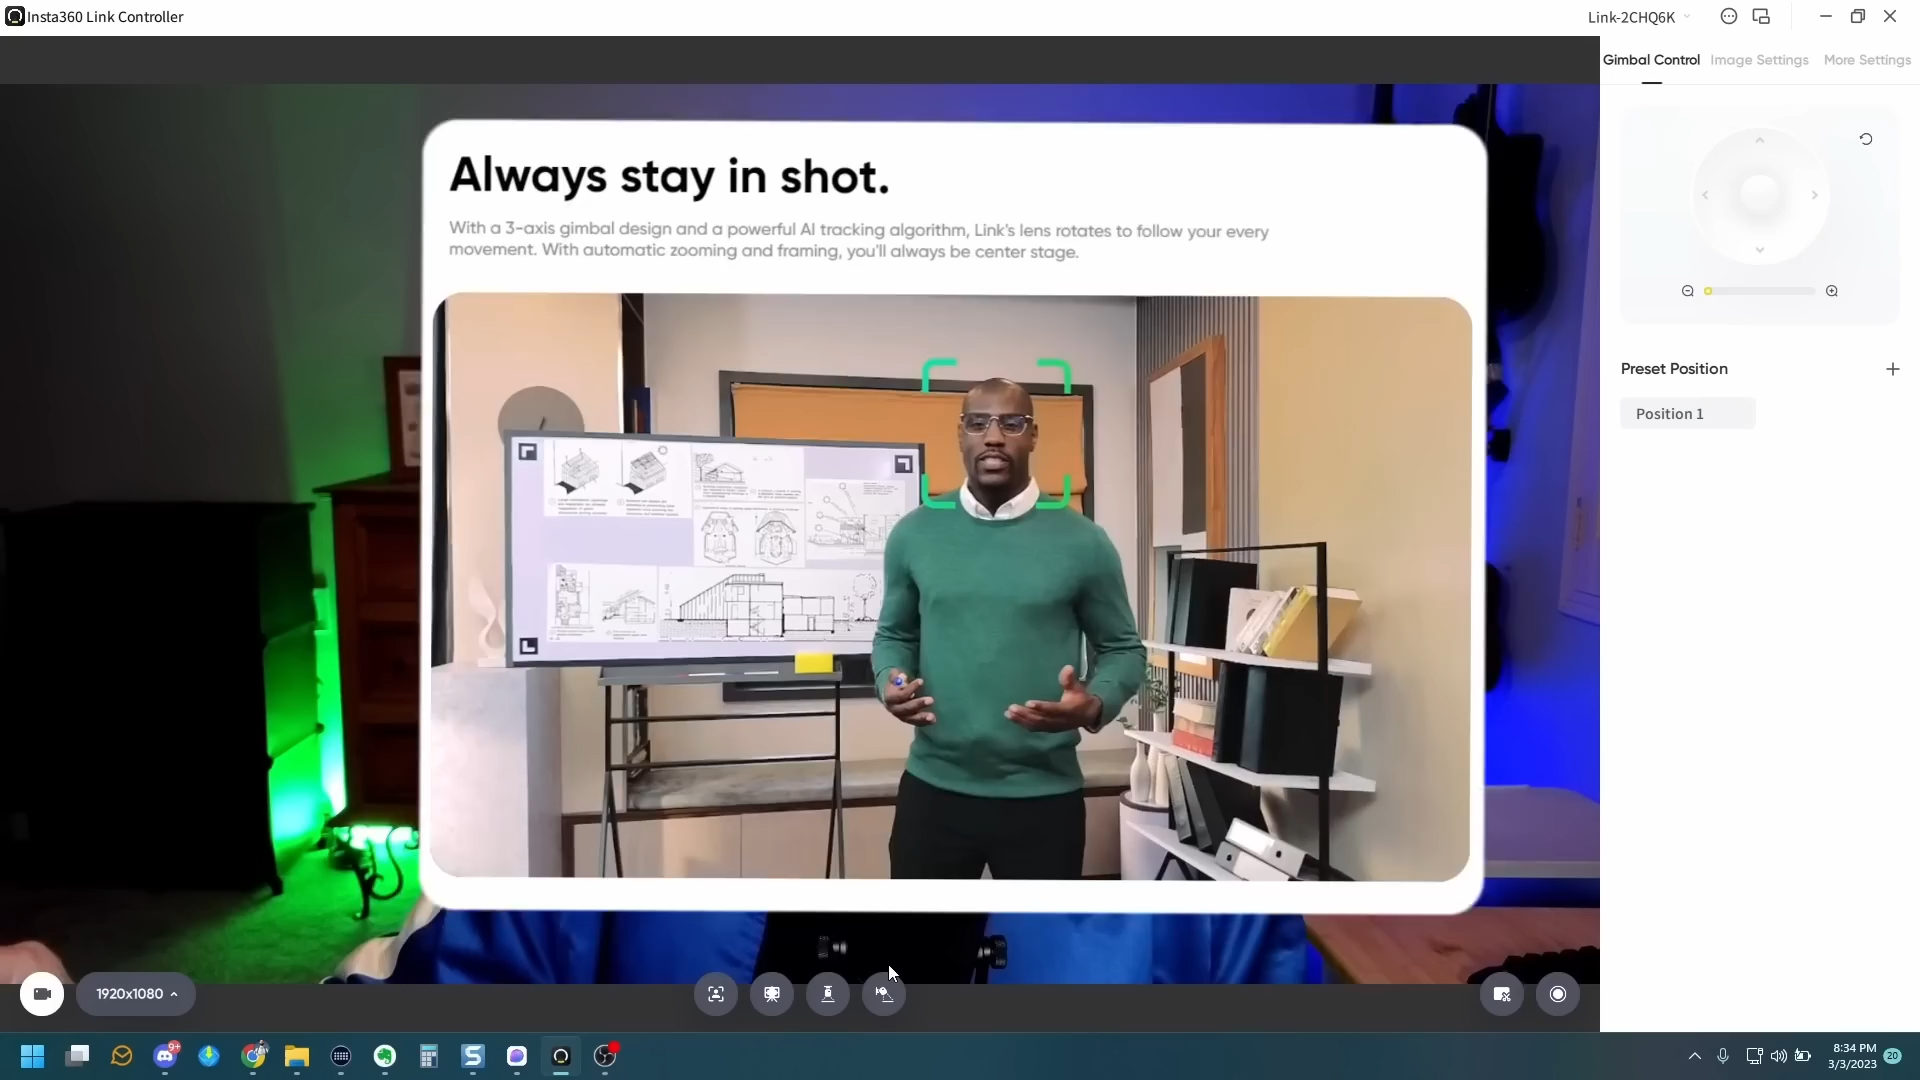 Insta360 Link Controller
Link-2CHQ6K
Gimbal Control Image Settings More Settings
Always stay in shot.
With a 3-axis gimbal design and a powerful AI tracking algorithm, Link's lens rotates to follow your every
movement. With automatic zooming and framing, you'll always be center stage.
Preset Position
Position 1
1920x1080
9+
S
8:34 PM
3/3/2023
20